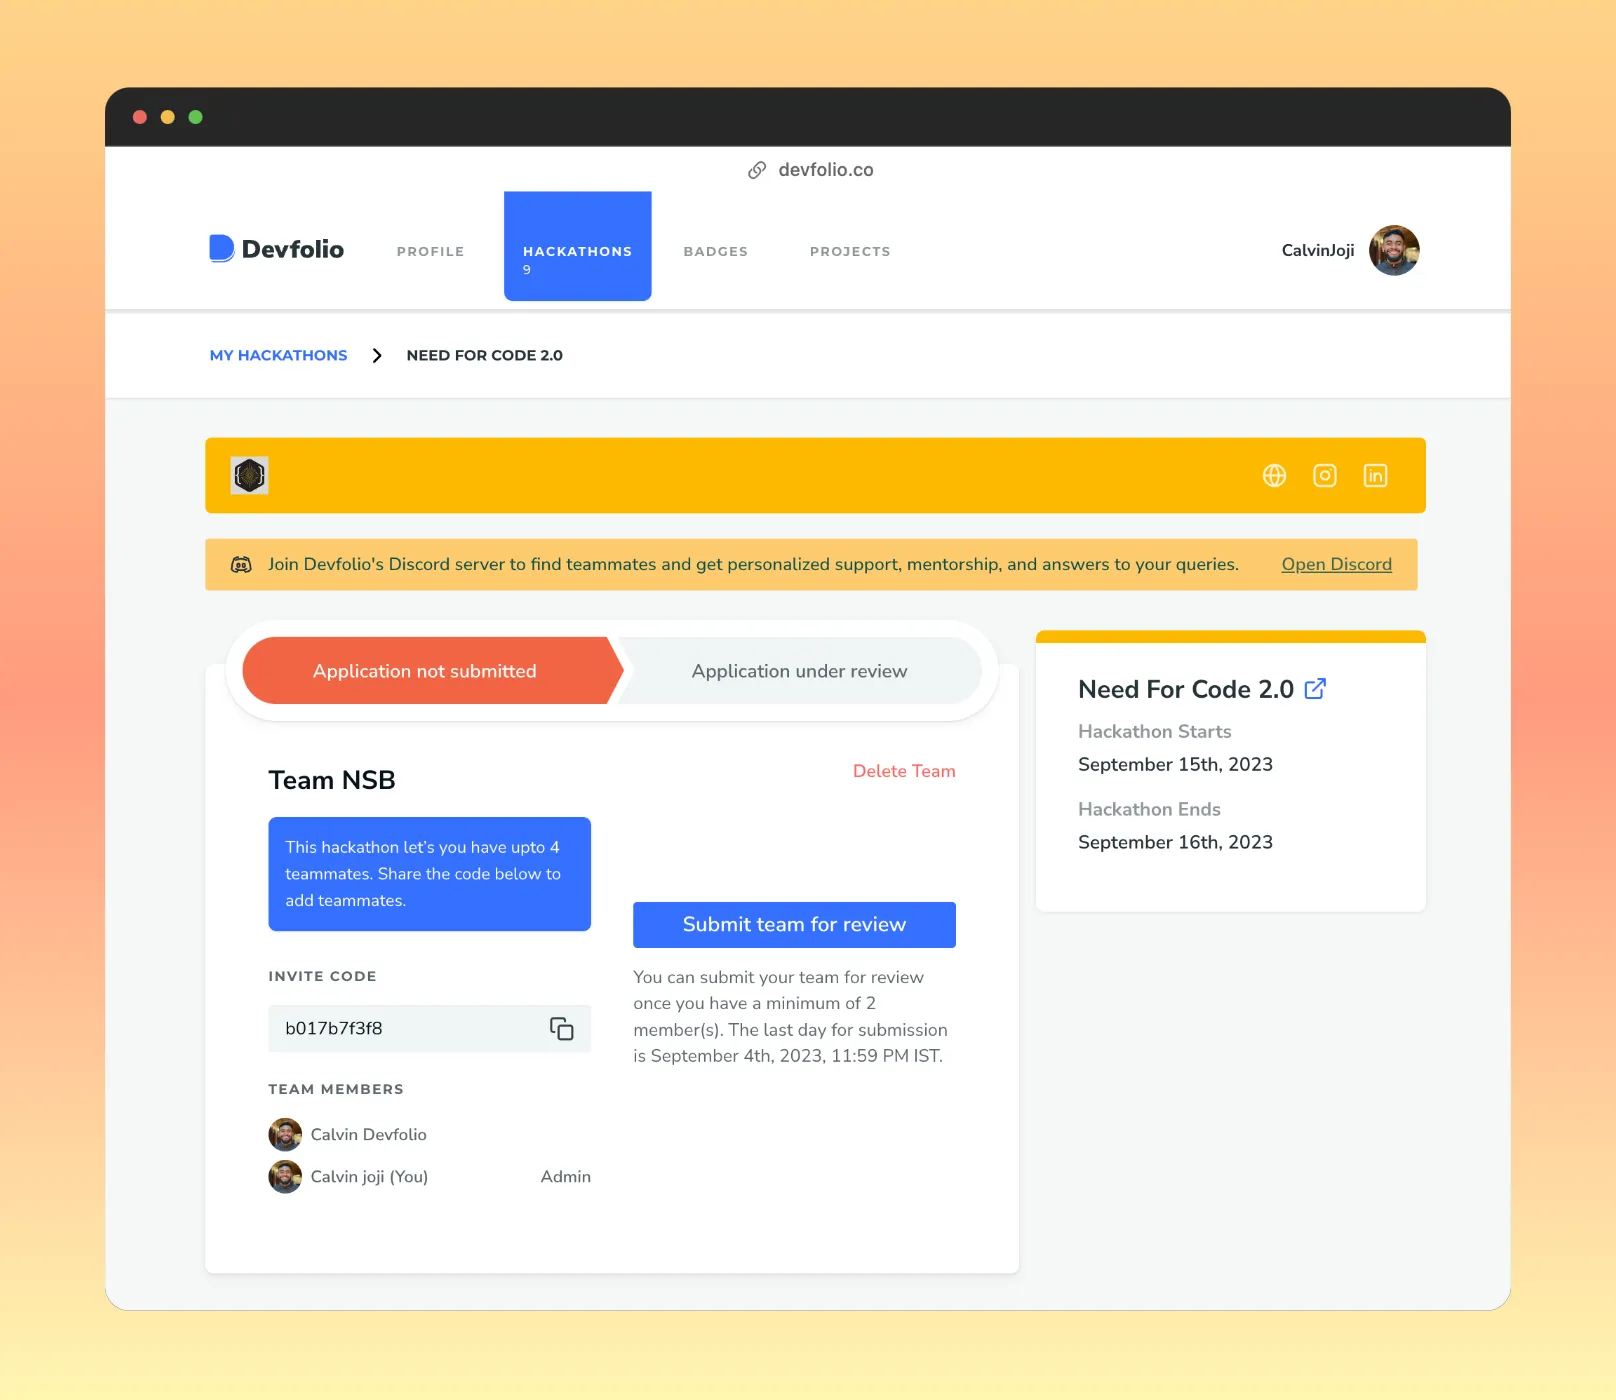 devfolio.co
Devfolio
PROFILE
HACKATHONS
9
BADGES
PROJECTS
CalvinJoji
MY HACKATHONS
NEED FOR CODE 2.0
Join Devfolio's Discord server to find teammates and get personalized support, mentorship, and answers to your queries.
Open Discord
Application not submitted
Application under review
Team NSB
Delete Team
This hackathon let's you have upto 4
teammates. Share the code below to
add teammates.
INVITE CODE
b017b7f3f8
TEAM MEMBERS
Calvin Devfolio
Calvin joji (You)
Admin
Submit team for review
You can submit your team for review
once you have a minimum of 2
member(s). The last day for submission
is September 4th, 2023, 11:59 PM IST.
Need For Code 2.0
Hackathon Starts
September 15th, 2023
Hackathon Ends
September 16th, 2023